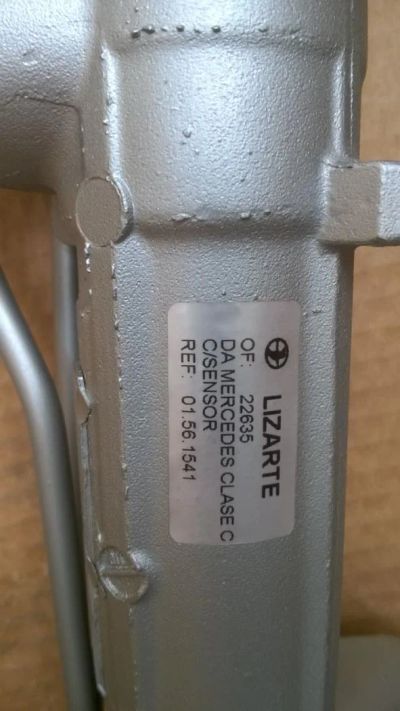 LIZARTE
OF: 22635
DA MERCEDES CLASE C
C/SENSOR
REF: 01.56.1541